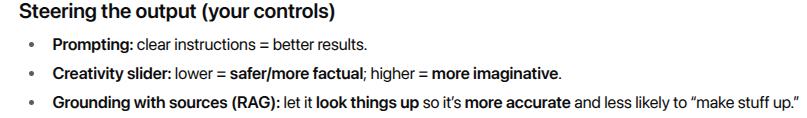 Steering the output (your controls)
• Prompting: clear instructions = better results.
• Creativity slider: lower = safer/more factual; higher = more imaginative.
• Grounding with sources (RAG): let it look things up so it’s more accurate and less likely to “make stuff up.”